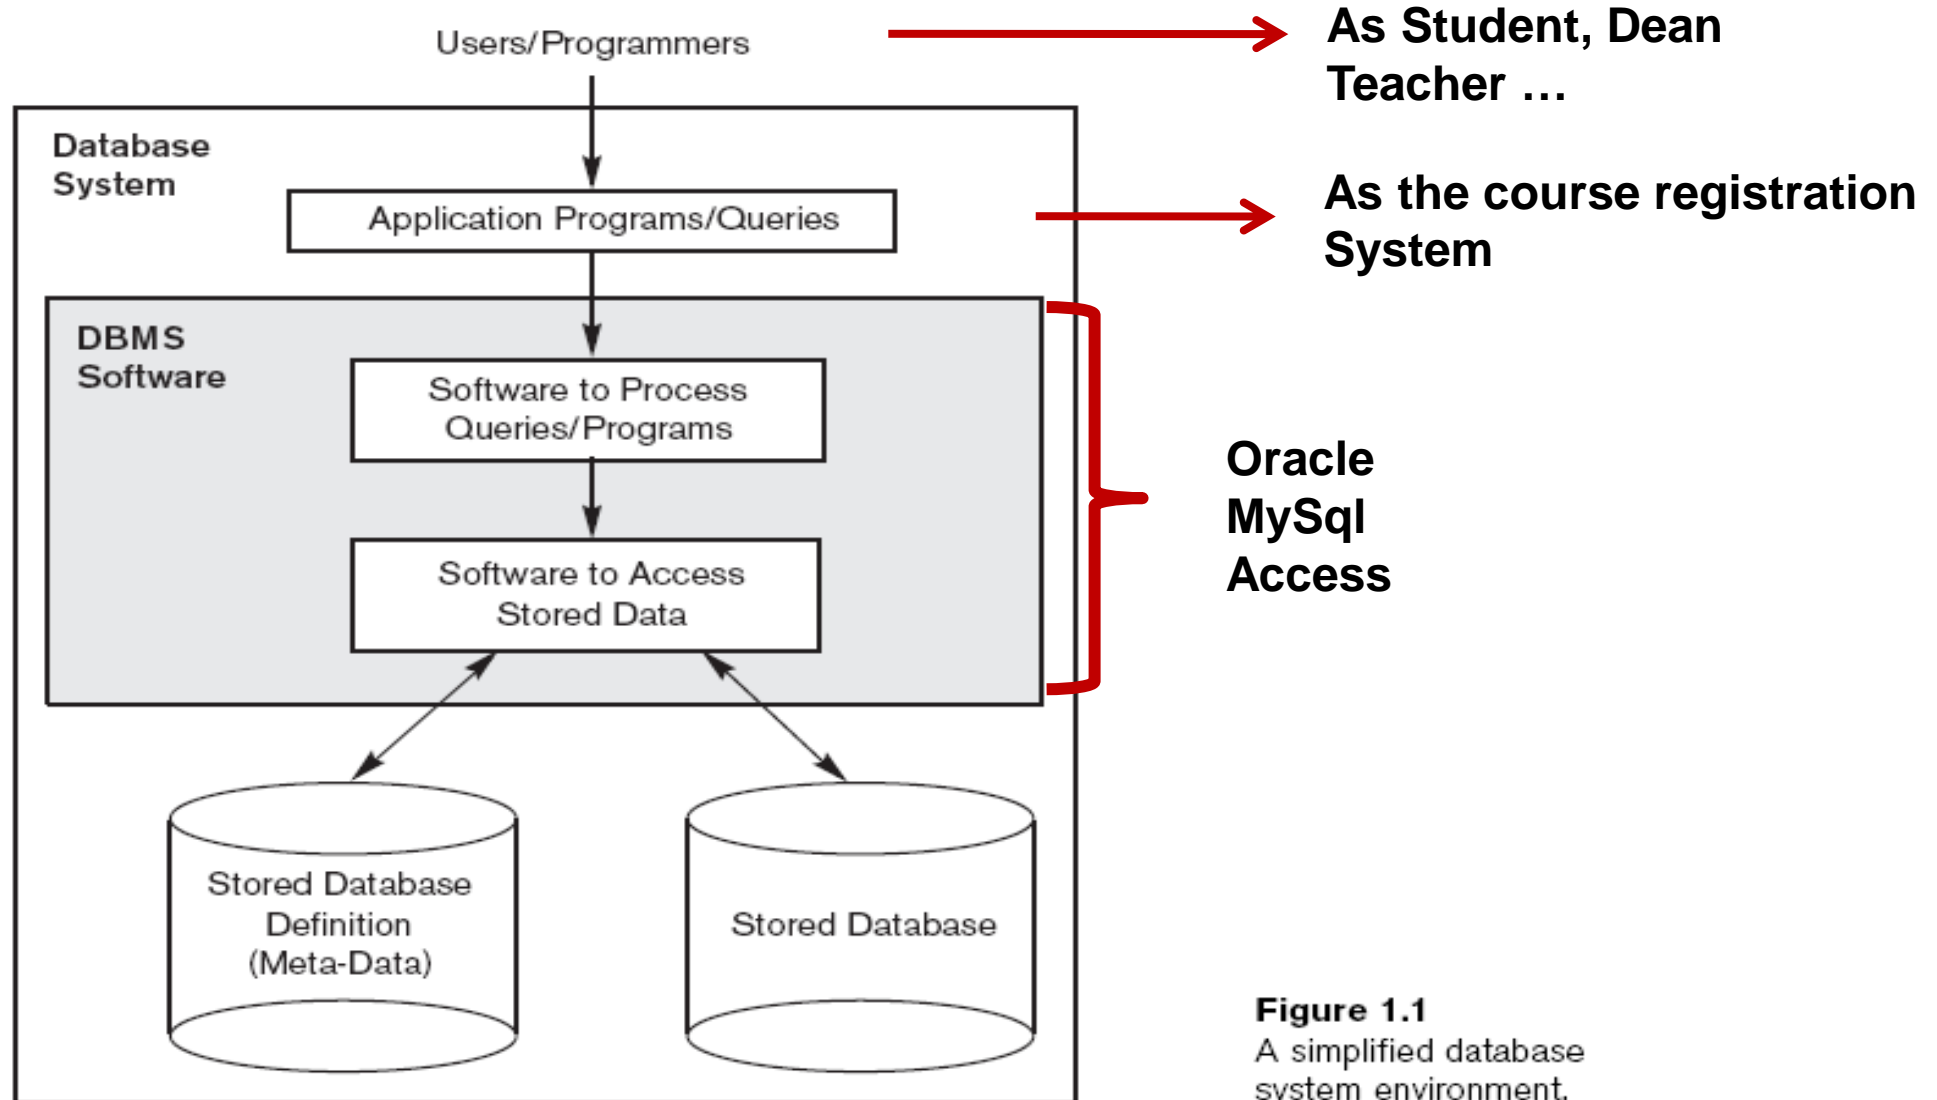 Users/Programmers
As Student, Dean
Teacher …
Database
System
Application Programs/Queries
As the course registration
System
DBMS
Software
Software to Process
Queries/Programs
Oracle
MySql
Access
Software to Access
Stored Data
Stored Database
Definition
(Meta-Data)
Stored Database
Figure 1.1
A simplified database
system environment.